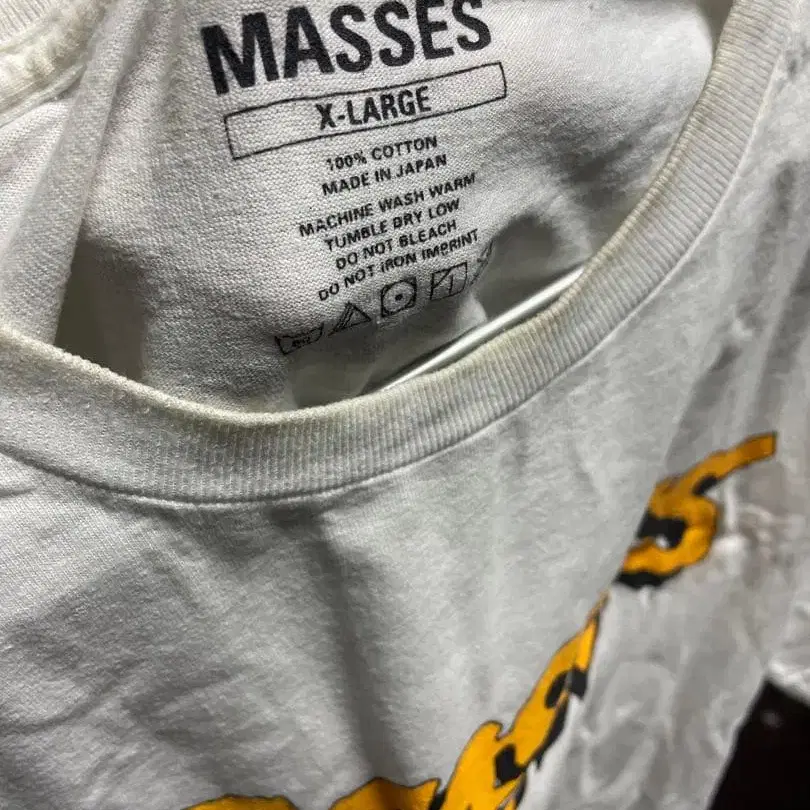 MASSES
X-LARGE
100% COTTON
MADE IN JAPAN
MACHINE WASH WARM
TUMBLE DRY LOW
DO NOT BLEACH
DO NOT IRON IMPRINT